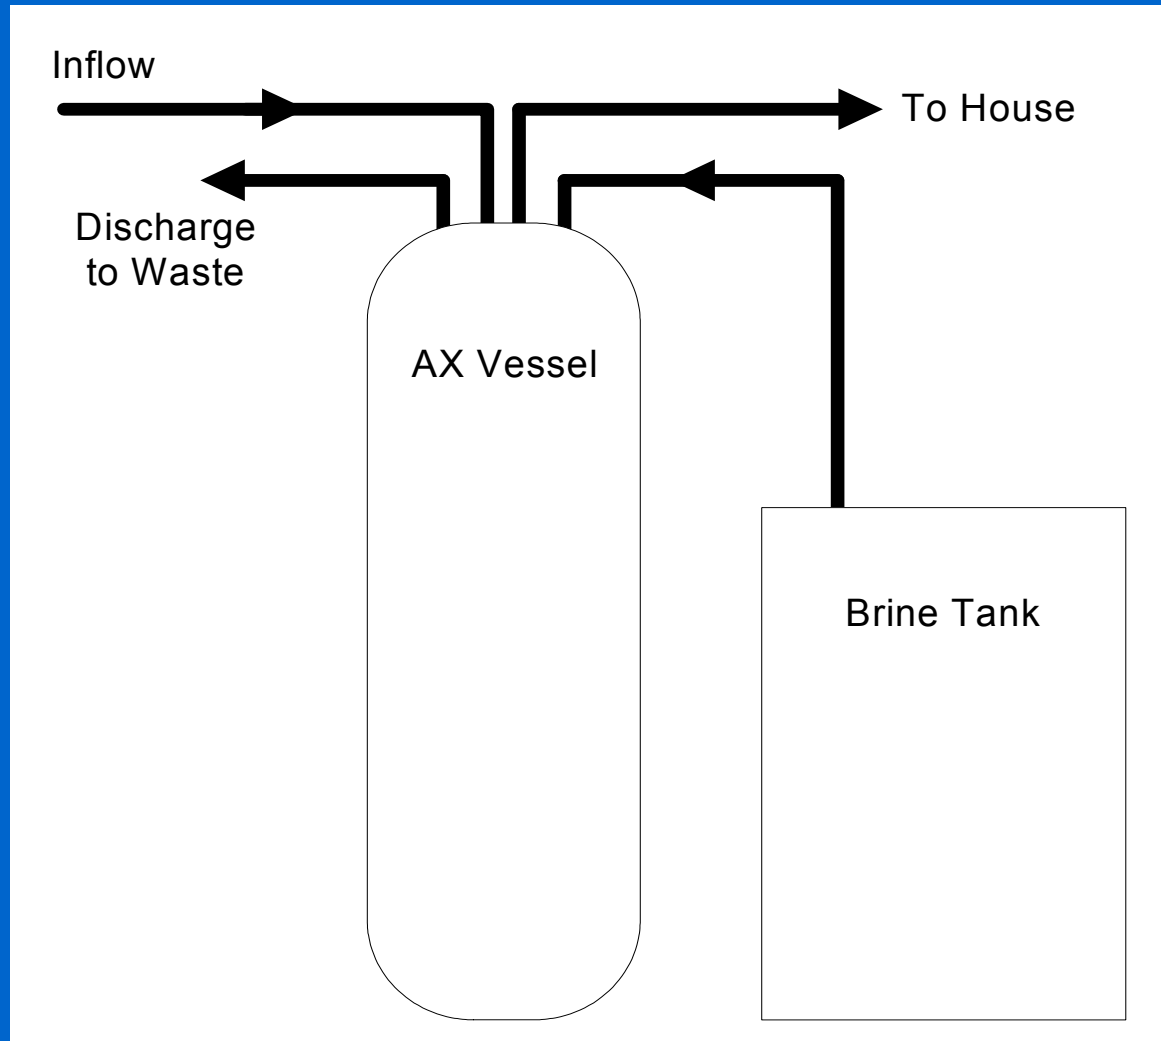 Inflow
To House
Discharge
to Waste
AX Vessel
Brine Tank